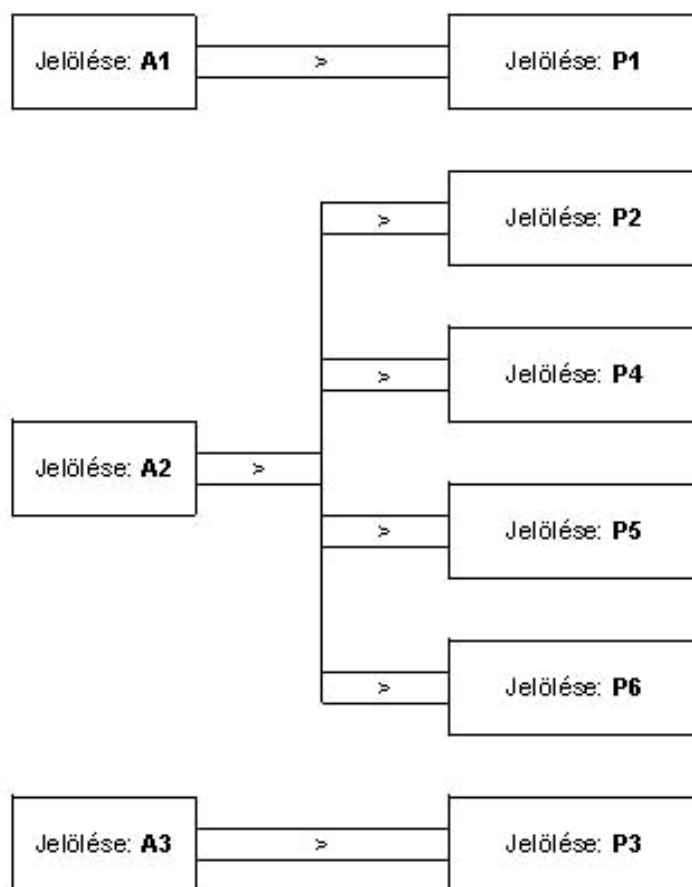 Jelölése: A1
>
Jelölése: P1
Jelölése: P2
>
Jelölése: P4
>
Jelölése: A2
>
Jelölése: P5
>
Jelölése: P6
>
Jelölése: A3
>
Jelölése: P3